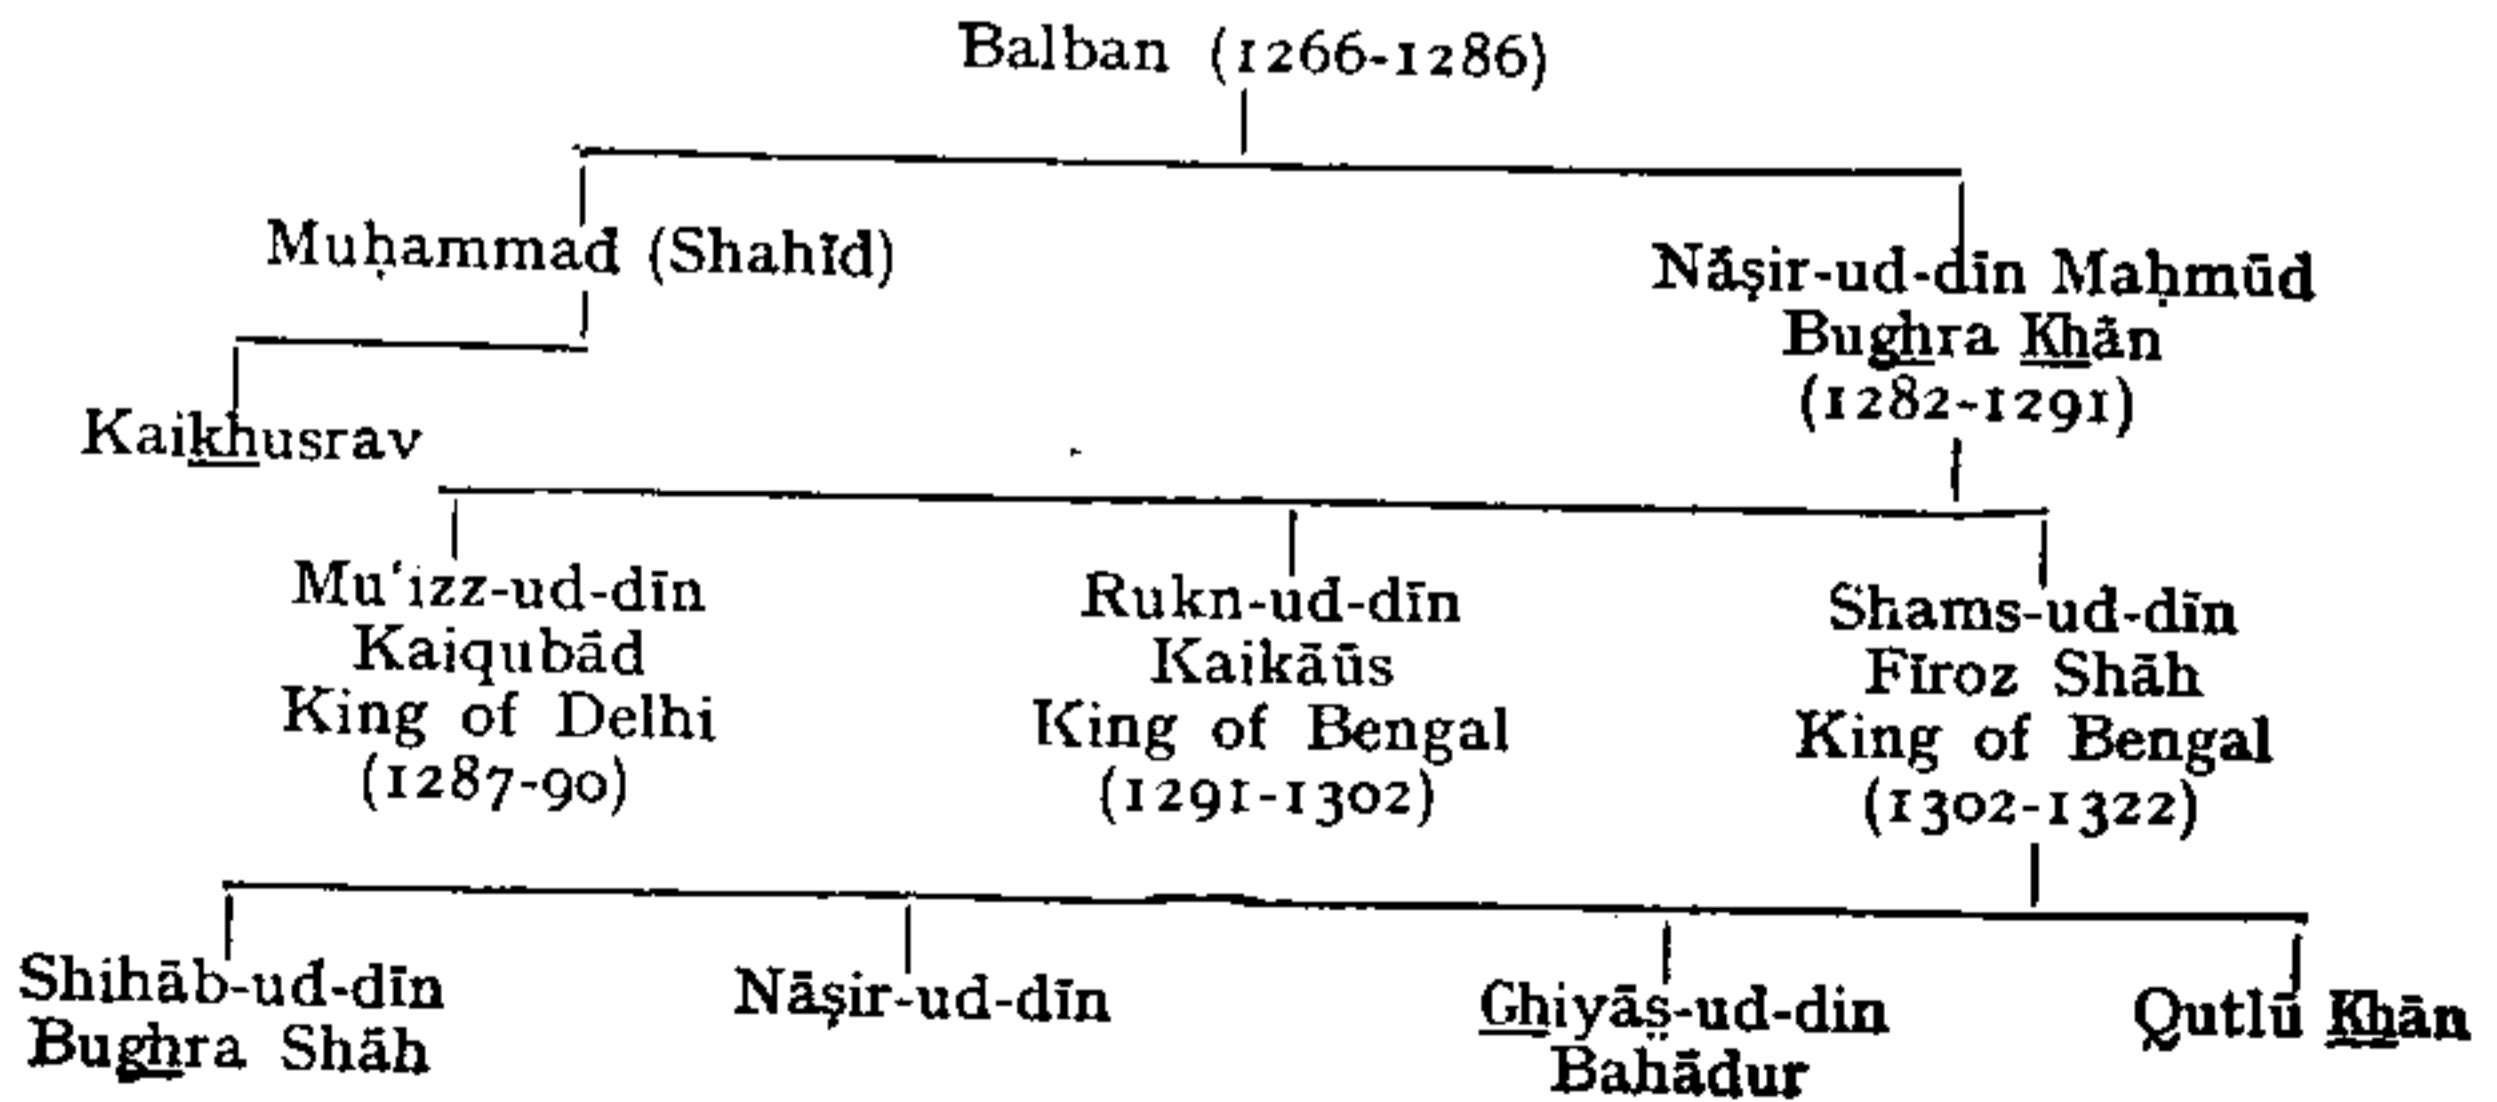 Balban (1266-1286)
Muḥammad (Shahīd)
Nāṣir-ud-dīn Maḥmūd
Bughra Khān
(1282-1291)
Kaikhusrav
Mu‘izz-ud-dīn
Kaiqubād
King of Delhi
(1287-90)
Rukn-ud-dīn
Kaikāūs
King of Bengal
(1291-1302)
Shams-ud-dīn
Fīroz Shāh
King of Bengal
(1302-1322)
Shihāb-ud-dīn
Bughra Shāh
Nāṣir-ud-dīn
Ghiyās̤-ud-din
Bahādur
Qutlū Khān